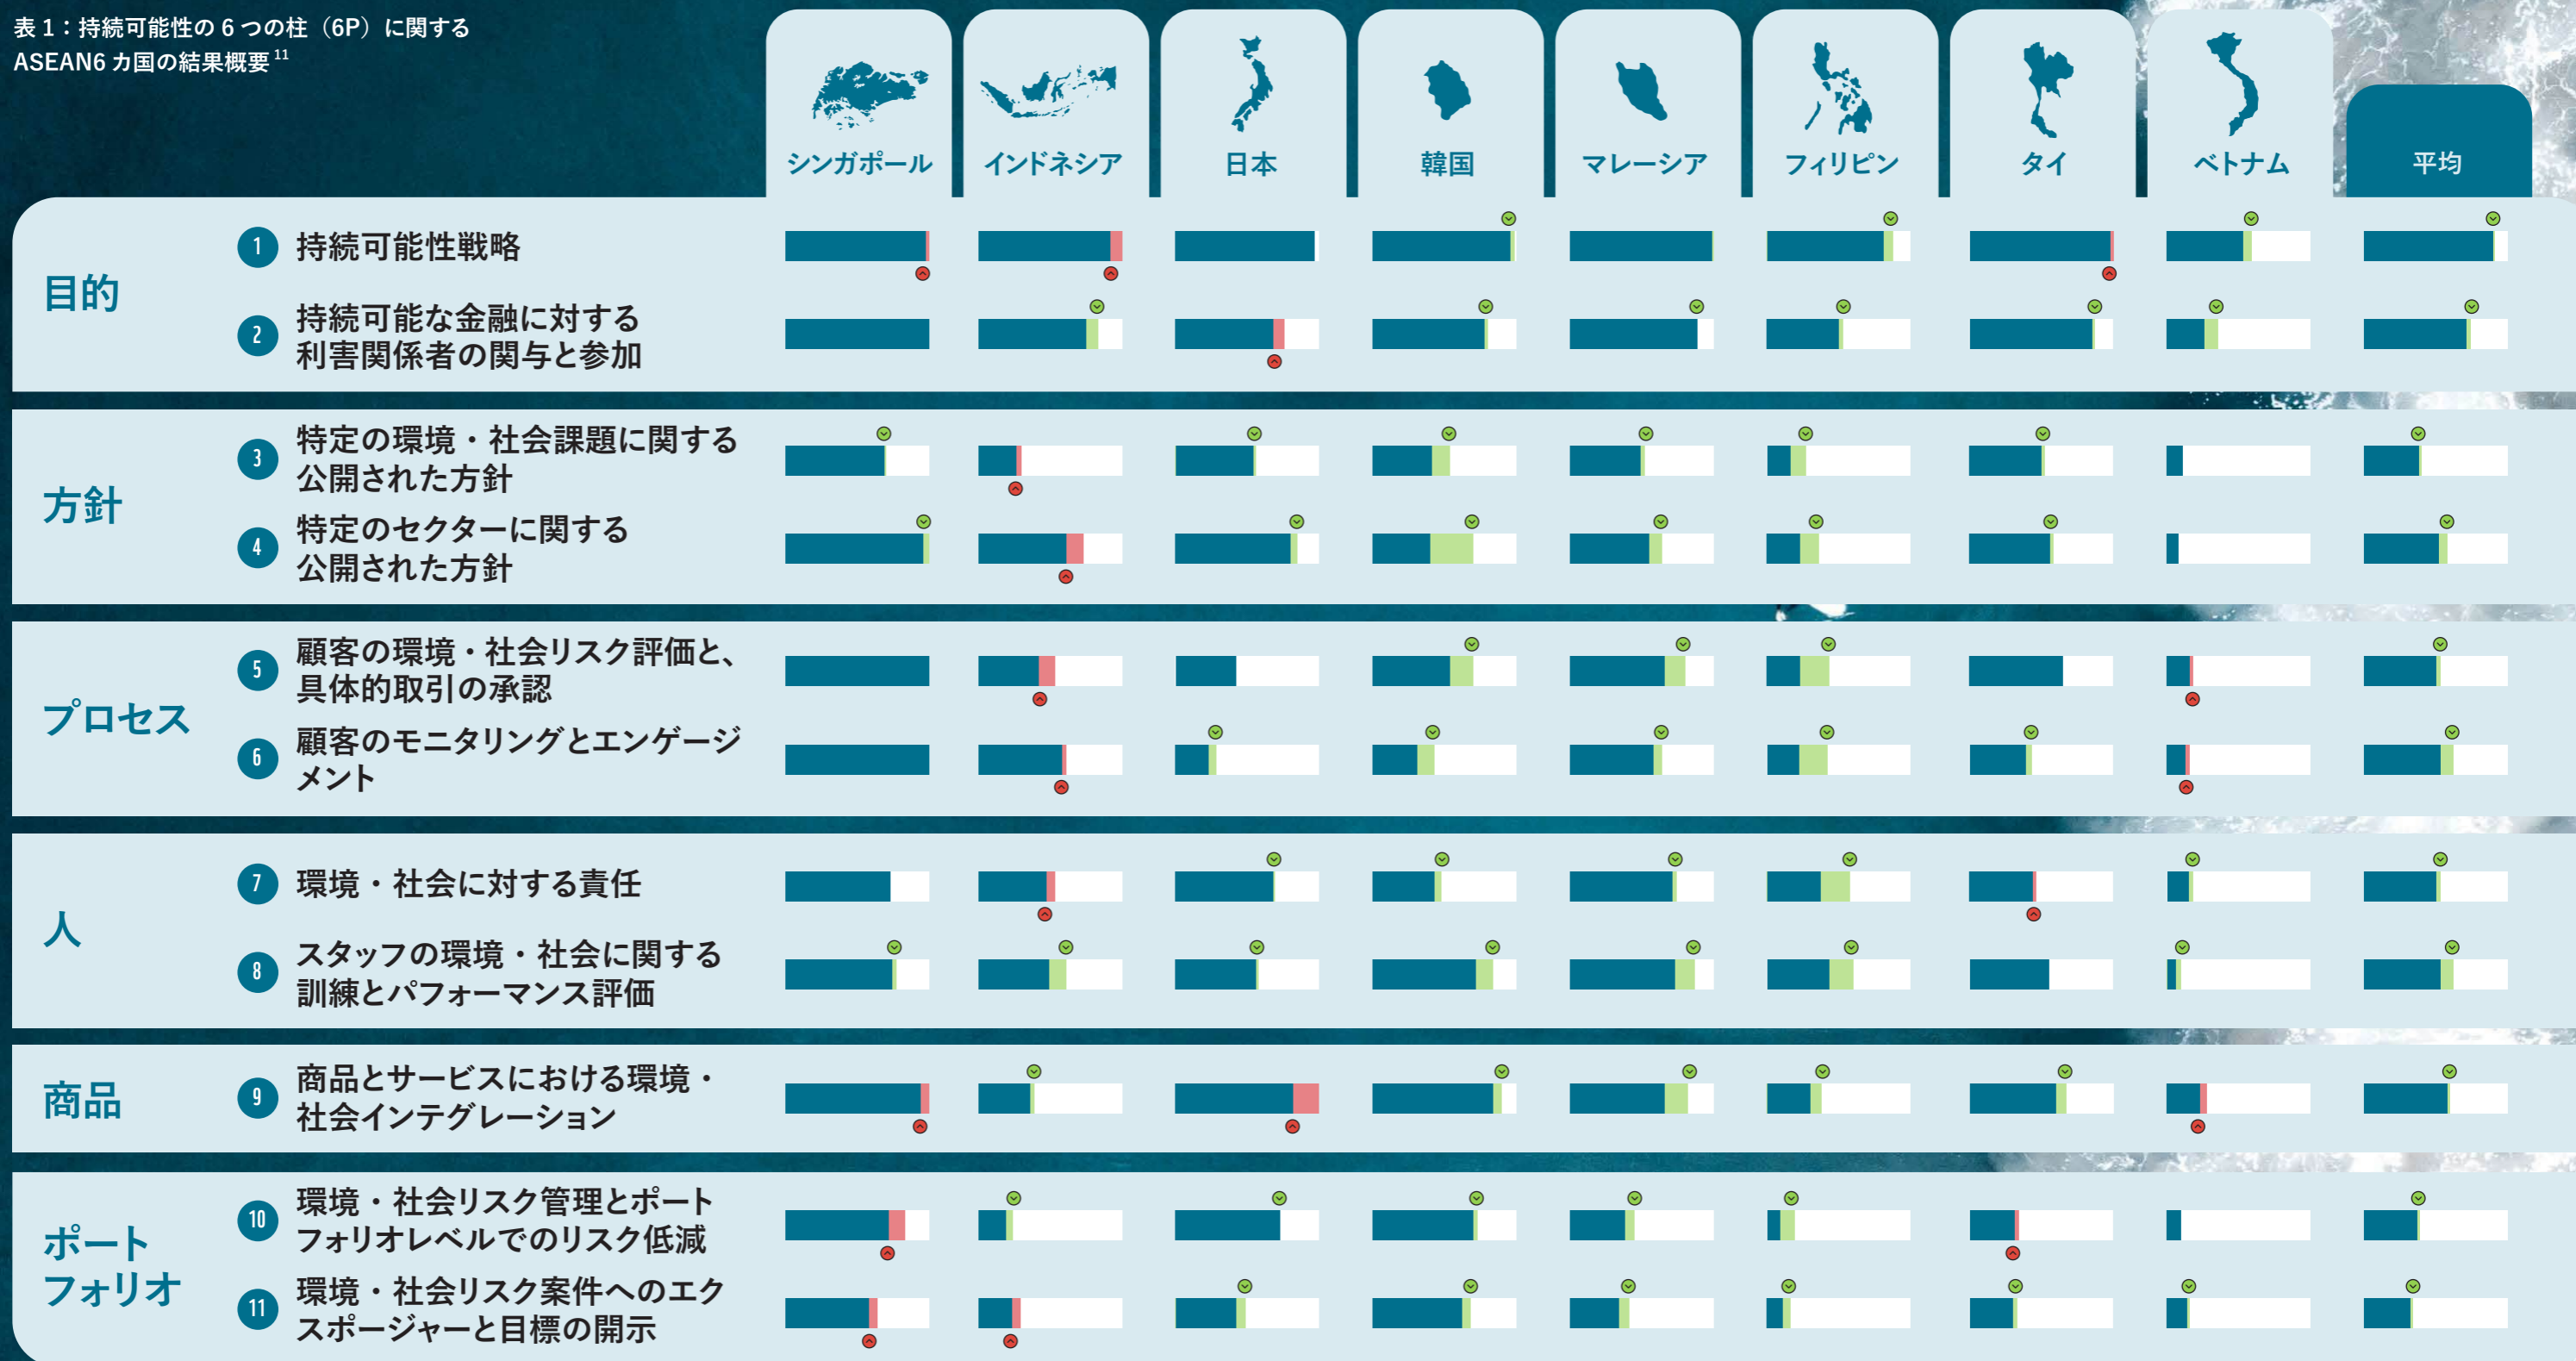 表 1：持続可能性の 6 つの柱（6P）に関する
ASEAN6 カ国の結果概要 11
シンガポール
インドネシア
日本
韓国
マレーシア
フィリピン
タイ
ベトナム
平均
目的
1 持続可能性戦略
2 持続可能な金融に対する
利害関係者の関与と参加
方針
3 特定の環境・社会課題に関する
公開された方針
4 特定のセクターに関する
公開された方針
プロセス
5 顧客の環境・社会リスク評価と、
具体的取引の承認
6 顧客のモニタリングとエンゲージ
メント
人
7 環境・社会に対する責任
8 スタッフの環境・社会に関する
訓練とパフォーマンス評価
商品
9 商品とサービスにおける環境・
社会インテグレーション
ポート
フォリオ
10 環境・社会リスク管理とポート
フォリオレベルでのリスク低減
11 環境・社会リスク案件へのエク
スポージャーと目標の開示